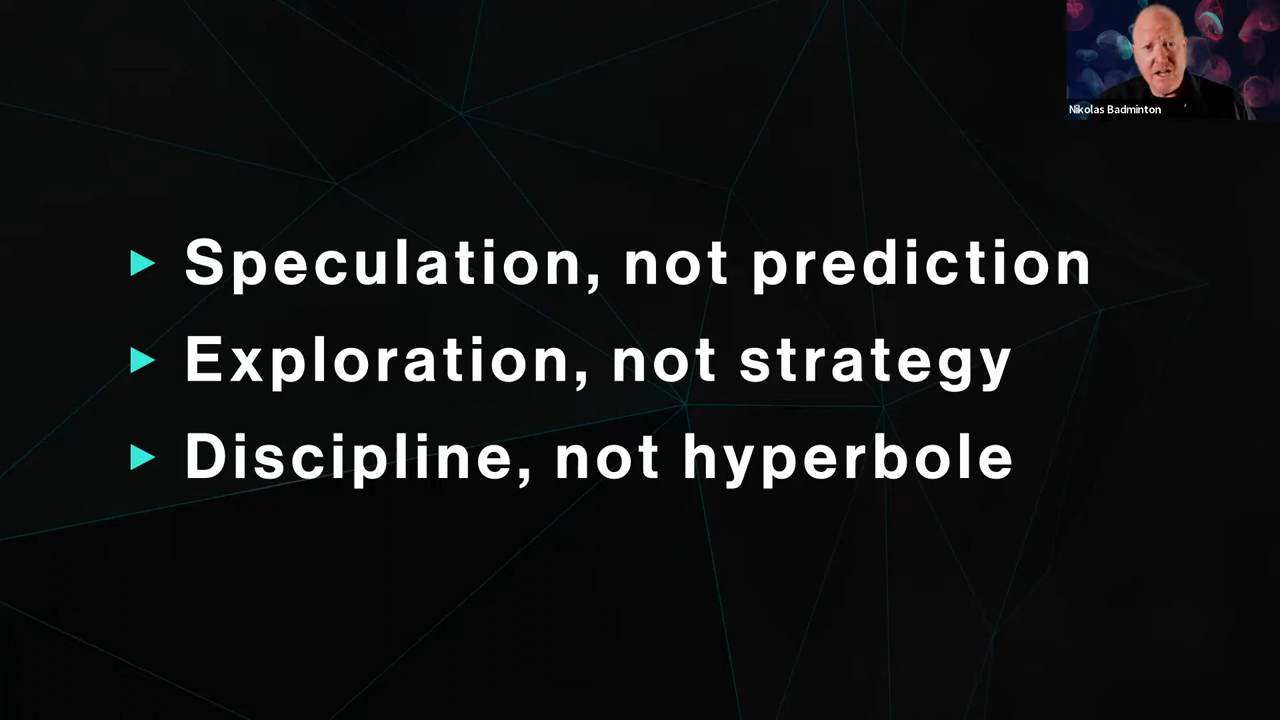 Nikolas Badminton
Speculation, not prediction
Exploration, not strategy
Discipline, not hyperbole